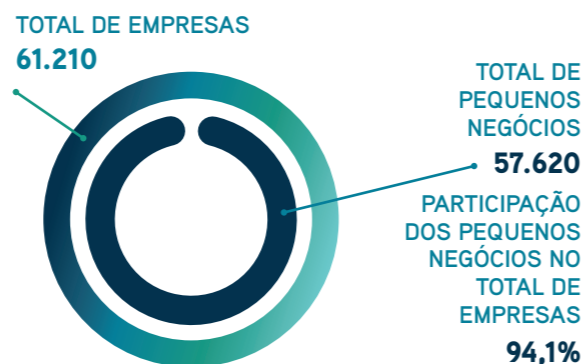 TOTAL DE EMPRESAS
61.210
TOTAL DE
PEQUENOS
NEGÓCIOS
57.620
PARTICIPAÇÃO
DOS PEQUENOS
NEGÓCIOS NO
TOTAL DE
EMPRESAS
94,1%